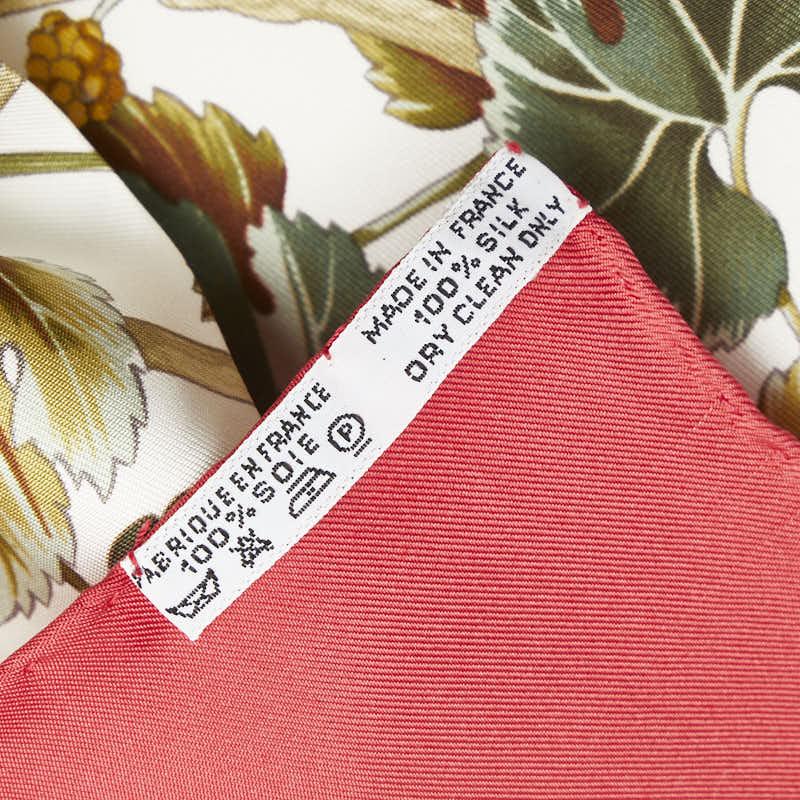 MADE IN FRANCE
100% SILK
DRY CLEAN ONLY
FABRIQUE EN FRANCE
100% SOIE
P